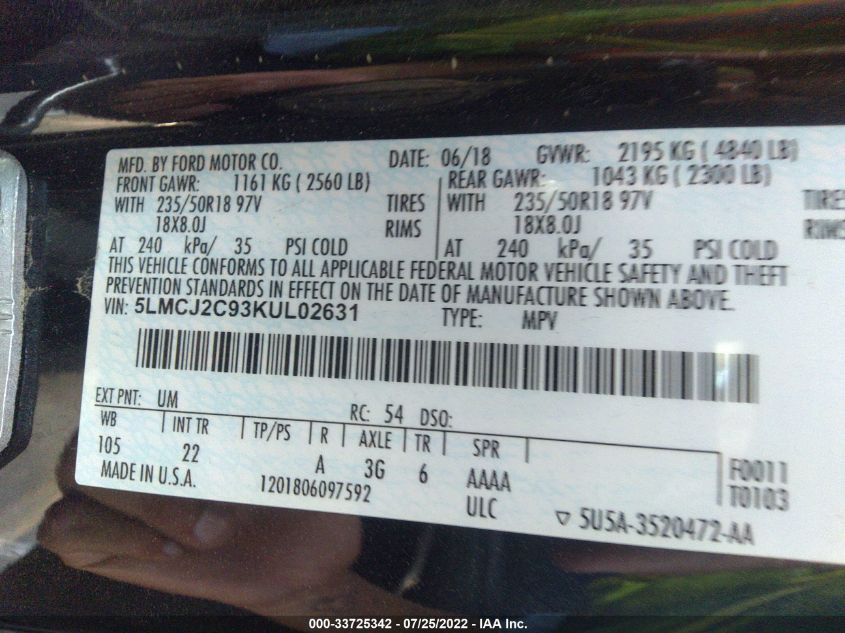 MFD. BY FORD MOTOR CO. DATE: 06/18 GVWR: 2195 KG ( 4840 LB)
FRONT GAWR: 1161 KG ( 2560 LB) REAR GAWR: 1043 KG ( 2300 LB)
WITH 235/50R18 97V TIRES WITH 235/50R18 97V TIRES
18X8.0J RIMS 18X8.0J RIMS
AT 240 kPa/ 35 PSI COLD AT 240 kPa/ 35 PSI COLD
THIS VEHICLE CONFORMS TO ALL APPLICABLE FEDERAL MOTOR VEHICLE SAFETY AND THEFT
PREVENTION STANDARDS IN EFFECT ON THE DATE OF MANUFACTURE SHOWN ABOVE.
VIN: 5LMCJ2C93KUL02631 TYPE: MPV
EXT PNT: UM RC: 54 DSO:
WB INT TR TP/PS R AXLE TR SPR
105 22 A 3G 6 AAAA F0011
MADE IN U.S.A. 1201806097592 ULC T0103
5U5A-3520472-AA
000-33725342 - 07/25/2022 - IAA Inc.